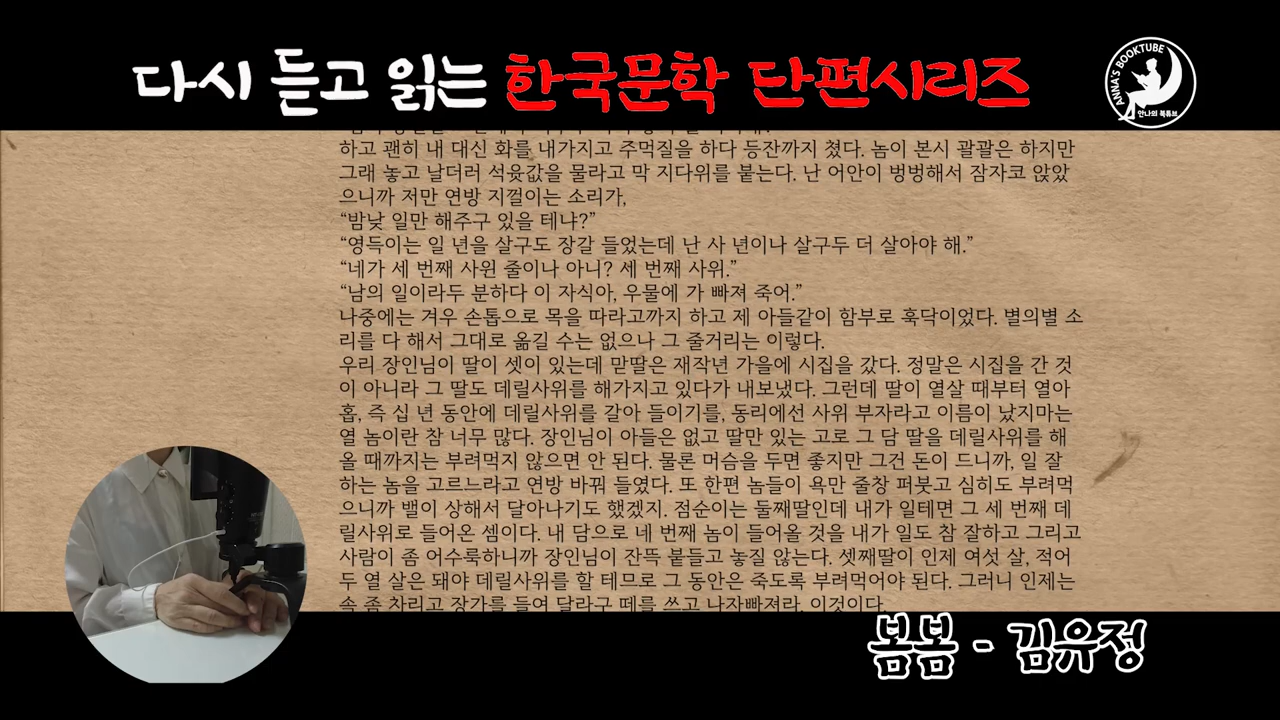 다시 듣고 읽는 한국문학 단편시리즈
ANNA'S BOOKTUBE
안나의 북튜브
하고 괜히 내 대신 화를 내가지고 주먹질을 하다 등잔까지 쳤다. 놈이 본시 괄괄은 하지만
그래 놓고 날더러 석윳값을 물라고 막 지다위를 붙는다. 난 어안이 벙벙해서 잠자코 앉았
으니까 저만 연방 지껄이는 소리가,
“밤낮 일만 해주구 있을 테냐?”
“영득이는 일 년을 살구도 장갈 들었는데 난 사 년이나 살구두 더 살아야 해.”
“네가 세 번째 사윈 줄이나 아니? 세 번째 사위.”
“남의 일이라두 분하다 이 자식아, 우물에 가 빠져 죽어.”
나중에는 겨우 손톱으로 목을 따라고까지 하고 제 아들같이 함부로 훅닥이었다. 별의별 소
리를 다 해서 그대로 옮길 수는 없으나 그 줄거리는 이렇다.
우리 장인님이 딸이 셋이 있는데 맏딸은 재작년 가을에 시집을 갔다. 정말은 시집을 간 것
이 아니라 그 딸도 데릴사위를 해가지고 있다가 내보냈다. 그런데 딸이 열살 때부터 열아
홉, 즉 십 년 동안에 데릴사위를 갈아 들이기를, 동리에선 사위 부자라고 이름이 났지마는
열 놈이란 참 너무 많다. 장인님이 아들은 없고 딸만 있는 고로 그 담 딸을 데릴사위를 해
올 때까지는 부려먹지 않으면 안 된다. 물론 머슴을 두면 좋지만 그건 돈이 드니까, 일 잘
하는 놈을 고르느라고 연방 바꿔 들였다. 또 한편 놈들이 욕만 줄창 퍼붓고 심히도 부려먹
으니까 밸이 상해서 달아나기도 했겠지. 점순이는 둘째딸인데 내가 일테면 그 세 번째 데
릴사위로 들어온 셈이다. 내 담으로 네 번째 놈이 들어올 것을 내가 일도 참 잘하고 그리고
사람이 좀 어수룩하니까 장인님이 잔뜩 붙들고 놓질 않는다. 셋째딸이 인제 여섯 살, 적어
두 열 살은 돼야 데릴사위를 할 테므로 그 동안은 죽도록 부려먹어야 된다. 그러니 인제는
속 좀 차리고 장가를 들여 달라구 떼를 쓰고 나자빠져라, 이것이다.
봄봄 - 김유정